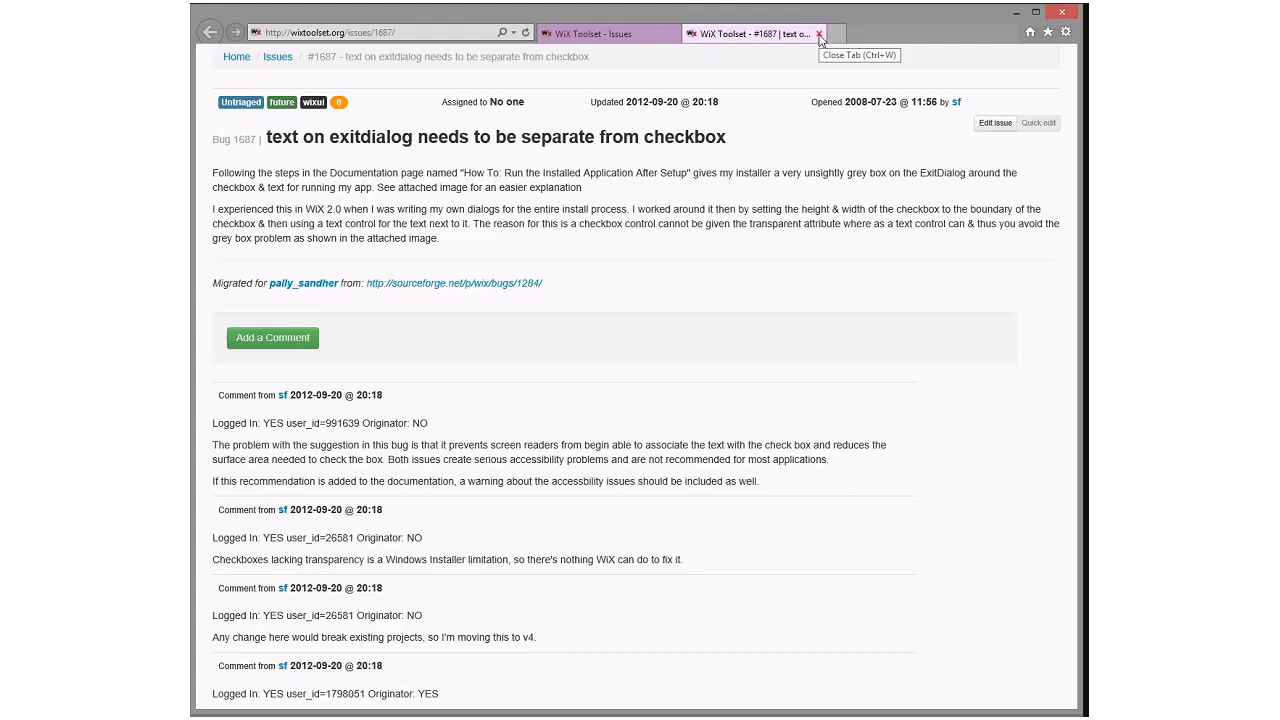 http://wixtoolset.org/issues/1687/
WiX Toolset - Issues
WiX Toolset - #1687 | text o...
Close Tab (Ctrl+W)
Home / Issues / #1687 - text on exitdialog needs to be separate from checkbox
Untriaged future wixui 0 Assigned to No one Updated 2012-09-20 @ 20:18 Opened 2008-07-23 @ 11:56 by sf
Edit issue Quick edit
Bug 1687 | text on exitdialog needs to be separate from checkbox
Following the steps in the Documentation page named "How To: Run the Installed Application After Setup" gives my installer a very unsightly grey box on the ExitDialog around the
checkbox & text for running my app. See attached image for an easier explanation
I experienced this in WiX 2.0 when I was writing my own dialogs for the entire install process. I worked around it then by setting the height & width of the checkbox to the boundary of the
checkbox & then using a text control for the text next to it. The reason for this is a checkbox control cannot be given the transparent attribute where as a text control can & thus you avoid the
grey box problem as shown in the attached image.
Migrated for pally_sandher from: http://sourceforge.net/p/wix/bugs/1284/
Add a Comment
Comment from sf 2012-09-20 @ 20:18
Logged In: YES user_id=991639 Originator: NO
The problem with the suggestion in this bug is that it prevents screen readers from begin able to associate the text with the check box and reduces the
surface area needed to check the box. Both issues create serious accessibility problems and are not recommended for most applications.
If this recommendation is added to the documentation, a warning about the accessbility issues should be included as well.
Comment from sf 2012-09-20 @ 20:18
Logged In: YES user_id=26581 Originator: NO
Checkboxes lacking transparency is a Windows Installer limitation, so there's nothing WiX can do to fix it.
Comment from sf 2012-09-20 @ 20:18
Logged In: YES user_id=26581 Originator: NO
Any change here would break existing projects, so I'm moving this to v4.
Comment from sf 2012-09-20 @ 20:18
Logged In: YES user_id=1798051 Originator: YES